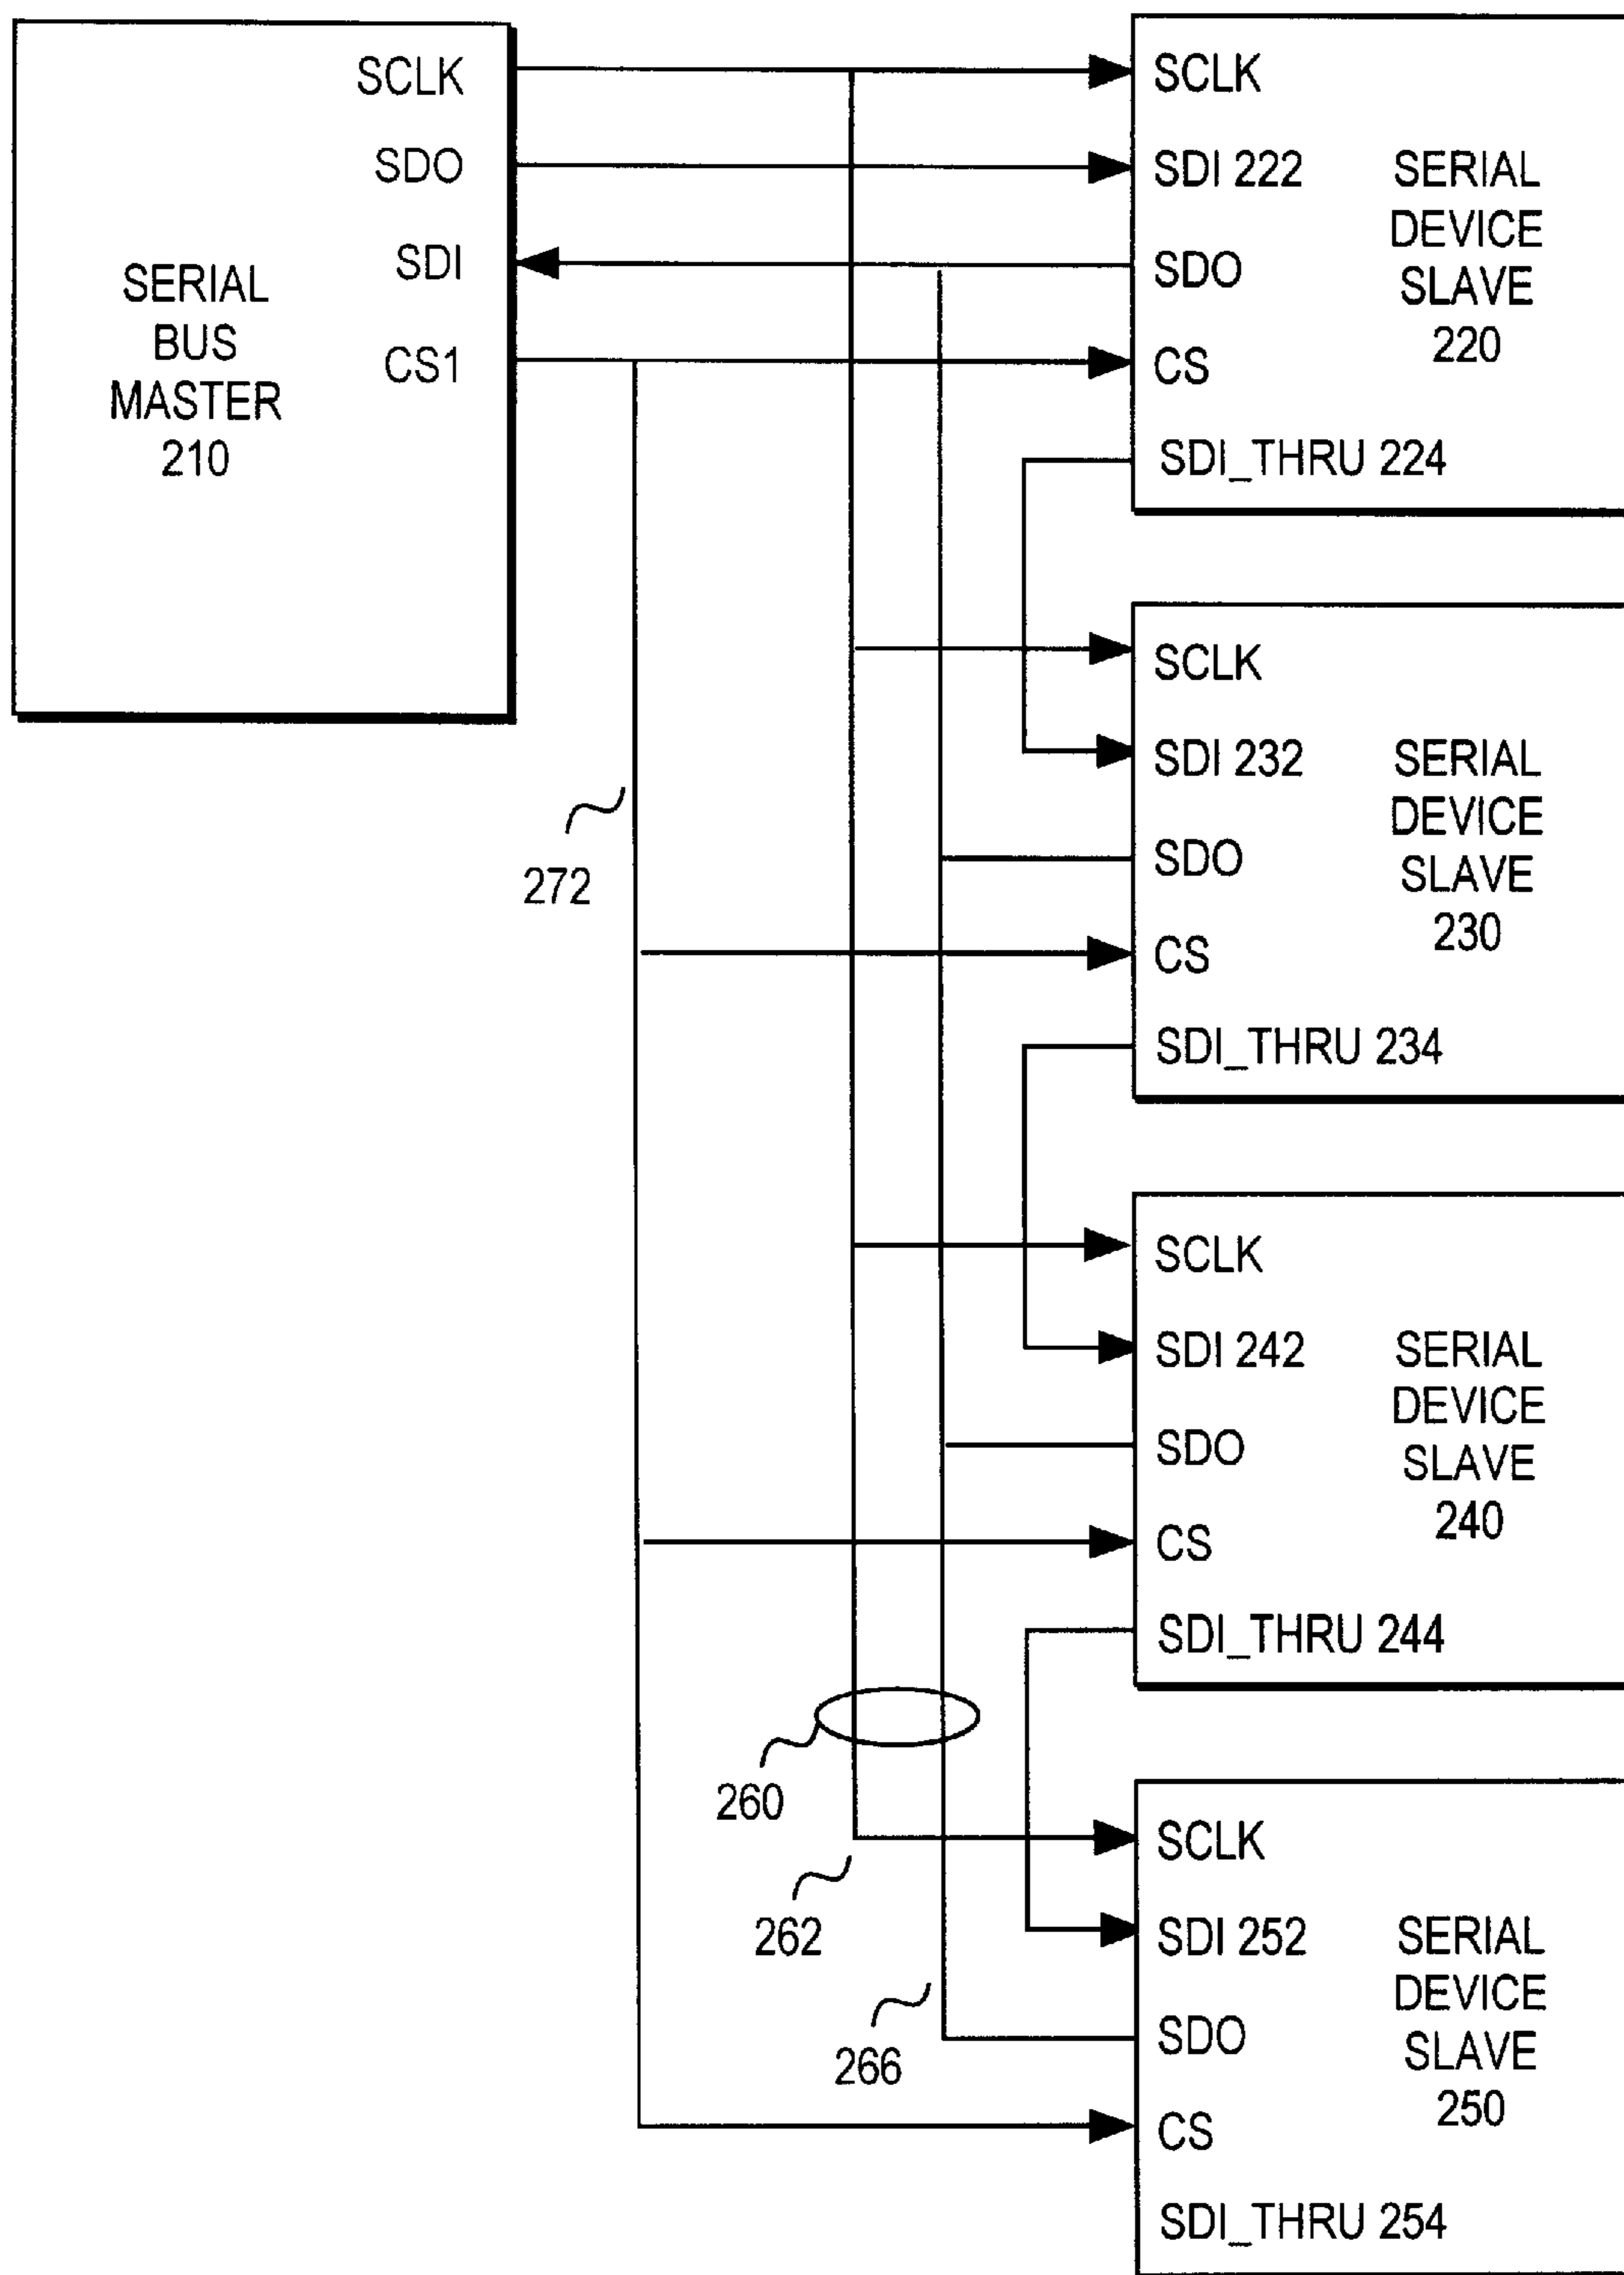 SCLK
SDO
SDI
CS1
SERIAL
BUS
MASTER
210
SCLK
SDI 222
SDO
CS
SDI_THRU 224
SERIAL
DEVICE
SLAVE
220
SCLK
SDI 232
SDO
CS
SDI_THRU 234
SERIAL
DEVICE
SLAVE
230
272
SCLK
SDI 242
SDO
CS
SDI_THRU 244
SERIAL
DEVICE
SLAVE
240
260
262
266
SCLK
SDI 252
SDO
CS
SDI_THRU 254
SERIAL
DEVICE
SLAVE
250